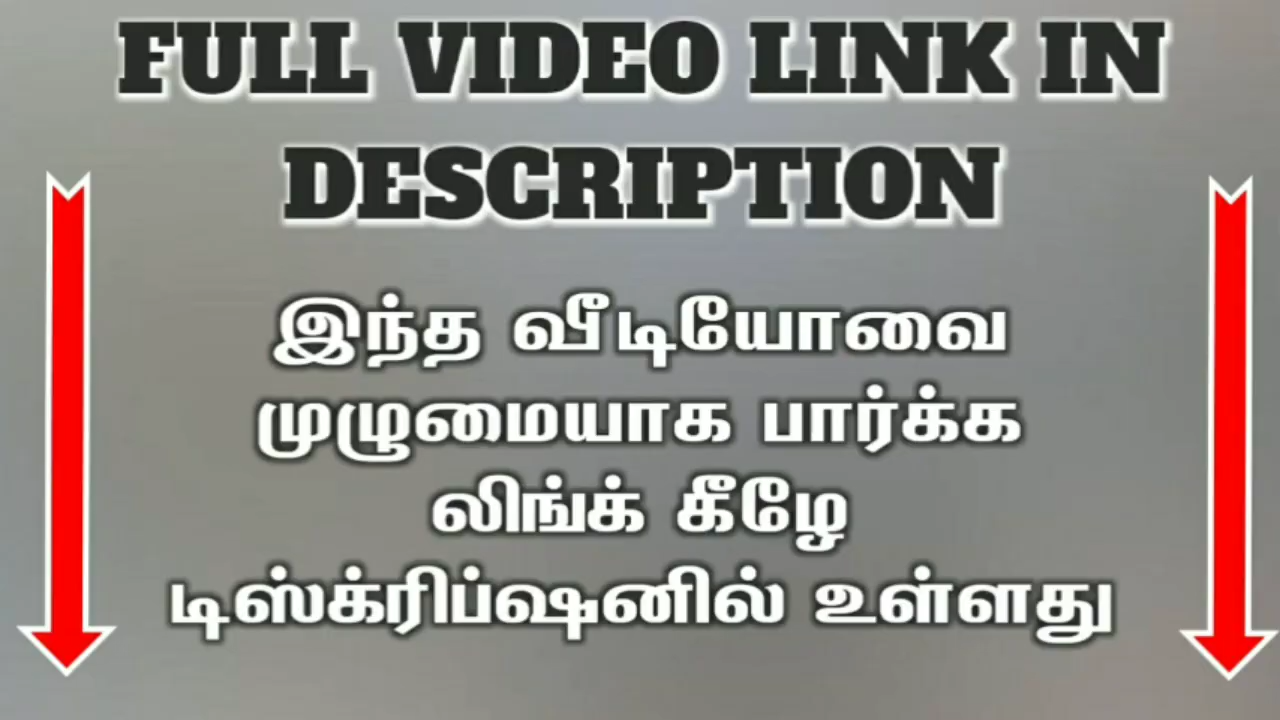 FULL VIDEO LINK IN
DESCRIPTION
இந்த வீடியோவை
முழுமையாக பார்க்க
லிங்க் கீழே
டிஸ்க்ரிப்ஷனில் உள்ளது